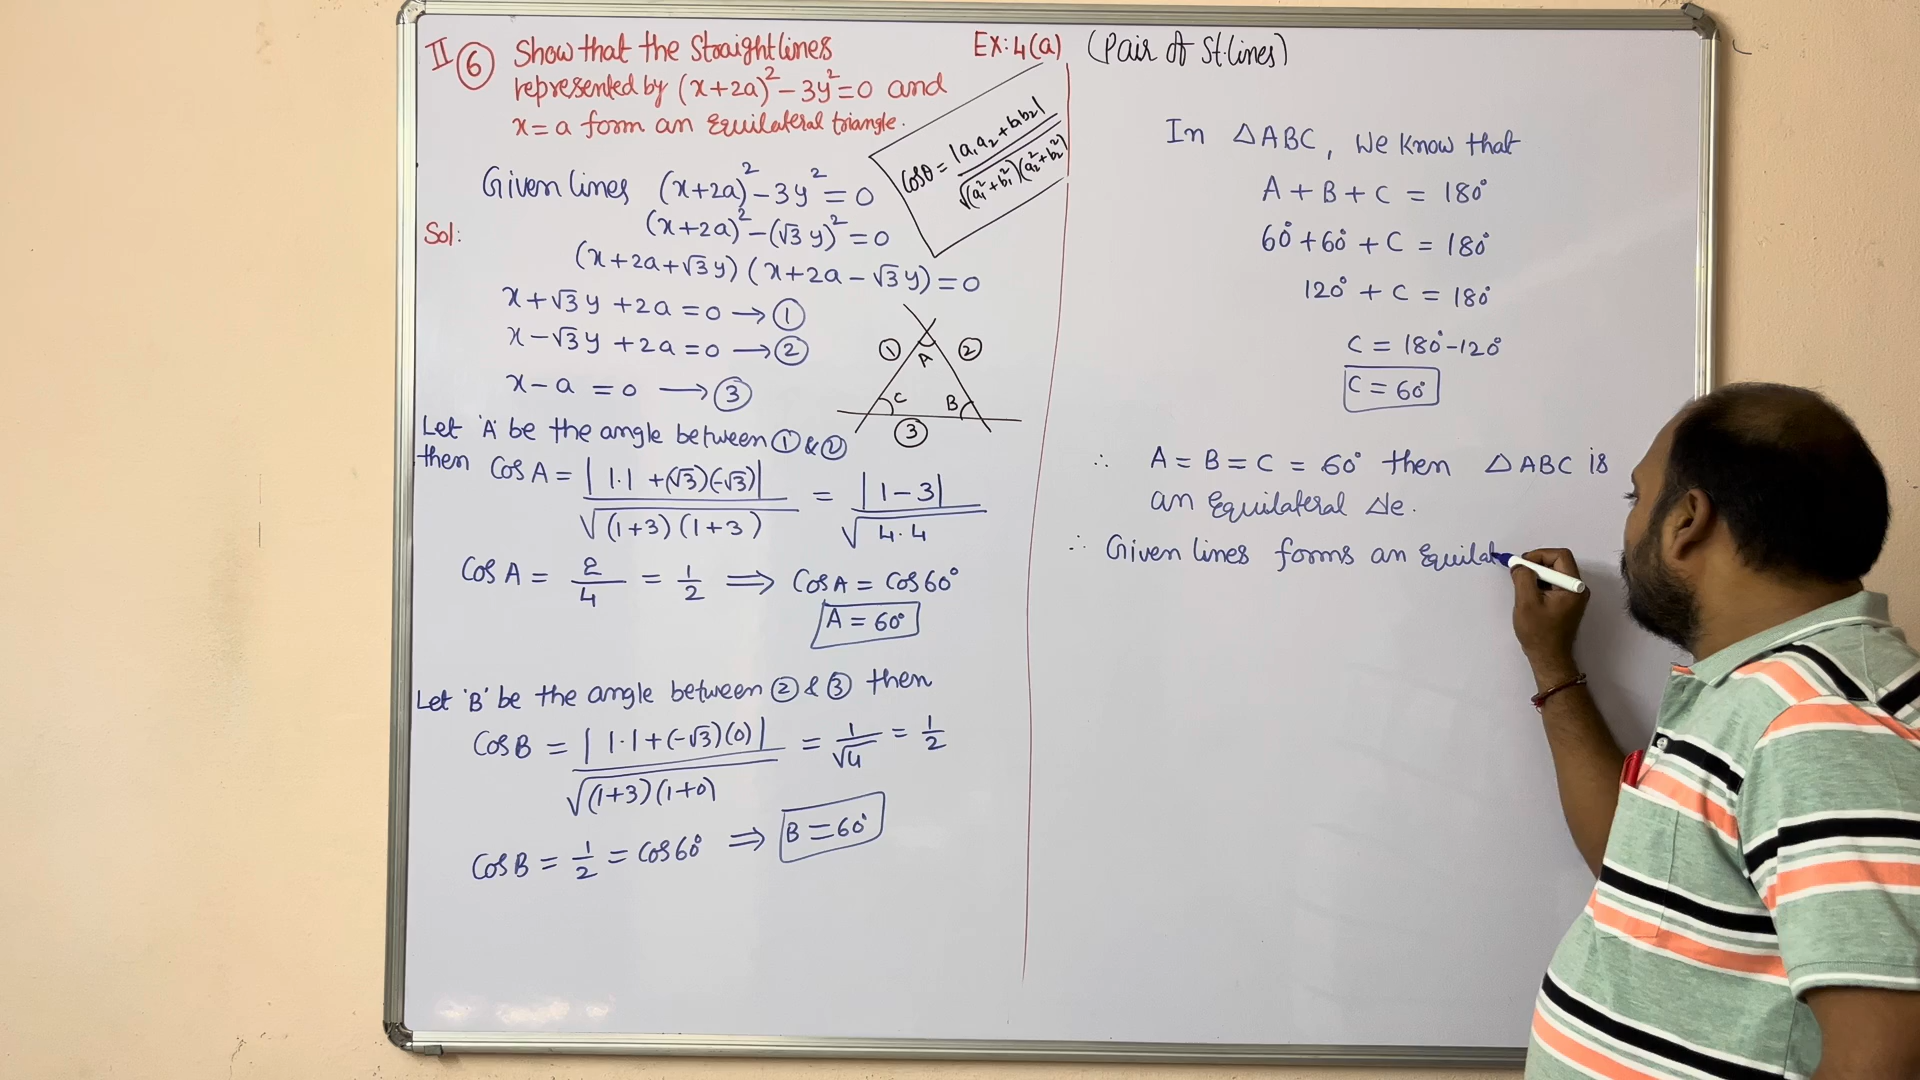 II ⑥ Show that the Straight lines
represented by (x+2a)² - 3y² = 0 and
x = a form an Equilateral triangle.
Ex: 4(a) (Pair of St. lines)
Cosθ = |a₁a₂ + b₁b₂| / √(a₁²+b₁²)(a₂²+b₂²)
Given lines (x+2a)² - 3y² = 0
Sol:
(x+2a)² - (√3 y)² = 0
(x+2a+√3y) (x+2a-√3y) = 0
x+√3y+2a = 0 → ①
x-√3y+2a = 0 → ②
x-a = 0 → ③
① ②
A
C B
③
Let 'A' be the angle between ① & ②
then Cos A = |1·1+(√3)(-√3)| / √(1+3)(1+3) = |1-3| / √4·4
Cos A = 2/4 = 1/2 ⟹ Cos A = Cos 60°
A = 60°
Let 'B' be the angle between ② & ③ then
Cos B = |1·1+(-√3)(0)| / √(1+3)(1+0) = 1/√4 = 1/2
Cos B = 1/2 = Cos 60° ⟹ B = 60°
In △ABC, We know that
A + B + C = 180°
60° + 60° + C = 180°
120° + C = 180°
C = 180° - 120°
C = 60°
∴ A = B = C = 60° then △ABC is
an Equilateral △le.
∴ Given lines forms an Equilat